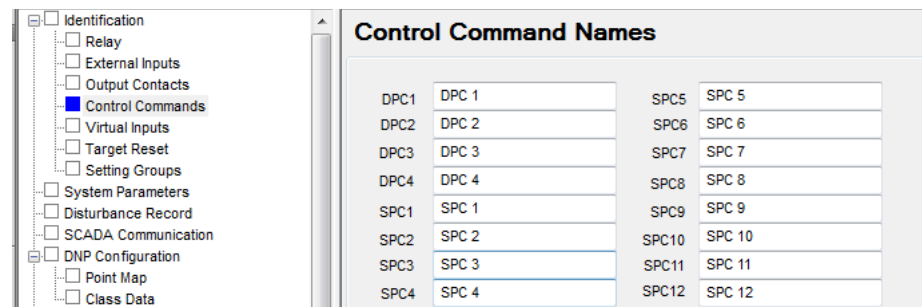 Identification
Relay
External Inputs
Output Contacts
Control Commands
Virtual Inputs
Target Reset
Setting Groups
System Parameters
Disturbance Record
SCADA Communication
DNP Configuration
Point Map
Class Data
Control Command Names
DPC1 DPC 1
DPC2 DPC 2
DPC3 DPC 3
DPC4 DPC 4
SPC1 SPC 1
SPC2 SPC 2
SPC3 SPC 3
SPC4 SPC 4
SPC5 SPC 5
SPC6 SPC 6
SPC7 SPC 7
SPC8 SPC 8
SPC9 SPC 9
SPC10 SPC 10
SPC11 SPC 11
SPC12 SPC 12